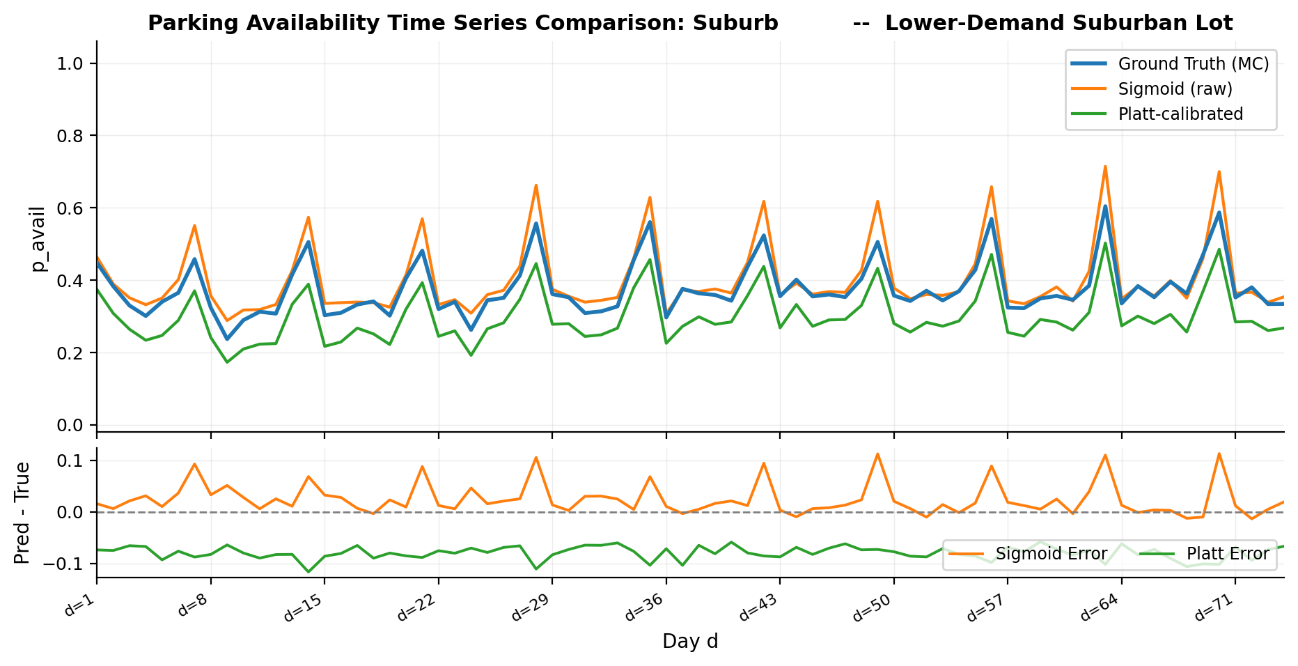 Parking Availability Time Series Comparison: Suburb -- Lower-Demand Suburban Lot
Ground Truth (MC)
Sigmoid (raw)
Platt-calibrated
p_avail
1.0
0.8
0.6
0.4
0.2
0.0
Pred - True
0.1
0.0
−0.1
Sigmoid Error
Platt Error
d=1
d=8
d=15
d=22
d=29
d=36
d=43
d=50
d=57
d=64
d=71
Day d